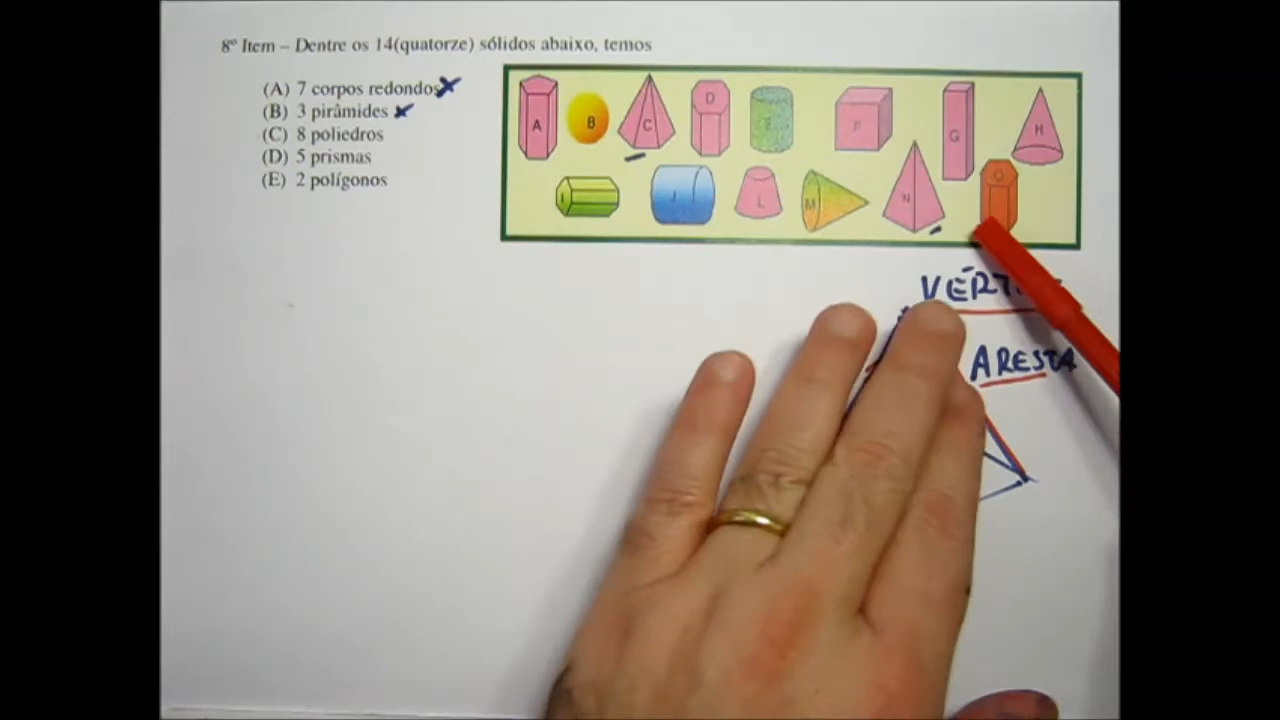 8º Item – Dentre os 14(quatorze) sólidos abaixo, temos
(A) 7 corpos redondos
(B) 3 pirâmides
(C) 8 poliedros
(D) 5 prismas
(E) 2 polígonos
A B C D E F G H
I J L M N O
ARESTA